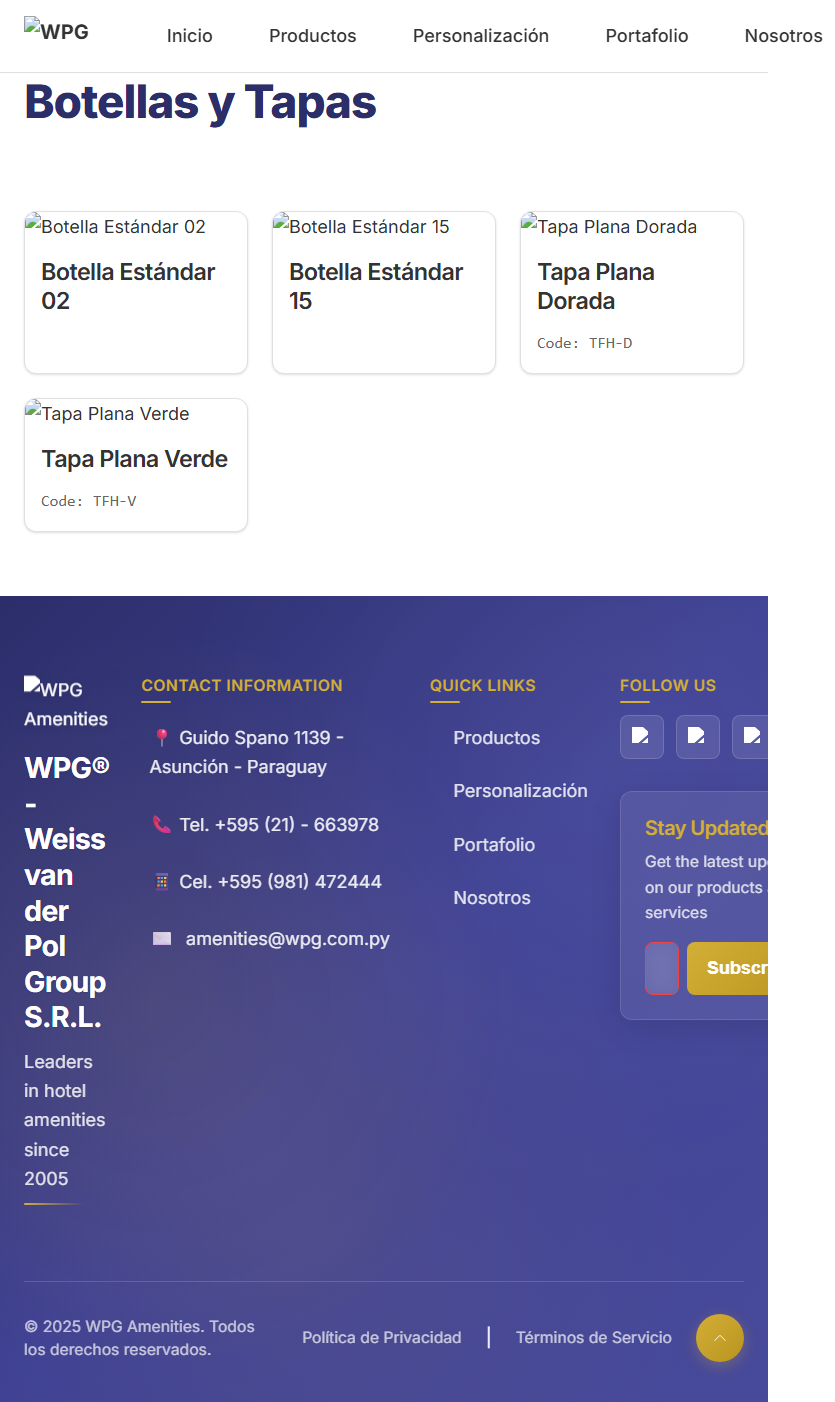 WPG
Inicio
Productos
Personalización
Portafolio
Nosotros
Botellas y Tapas
Botella Estándar 02
Botella Estándar
02
Botella Estándar 15
Botella Estándar
15
Tapa Plana Dorada
Tapa Plana
Dorada
Code: TFH-D
Tapa Plana Verde
Tapa Plana Verde
Code: TFH-V
WPG
Amenities
WPG®
-
Weiss
van
der
Pol
Group
S.R.L.
Leaders
in hotel
amenities
since
2005
CONTACT INFORMATION
Guido Spano 1139 -
Asunción - Paraguay
Tel. +595 (21) - 663978
Cel. +595 (981) 472444
amenities@wpg.com.py
QUICK LINKS
Productos
Personalización
Portafolio
Nosotros
FOLLOW US
Stay Updated
Get the latest
on our products
services
© 2025 WPG Amenities. Todos
los derechos reservados.
Política de Privacidad
Términos de Servicio